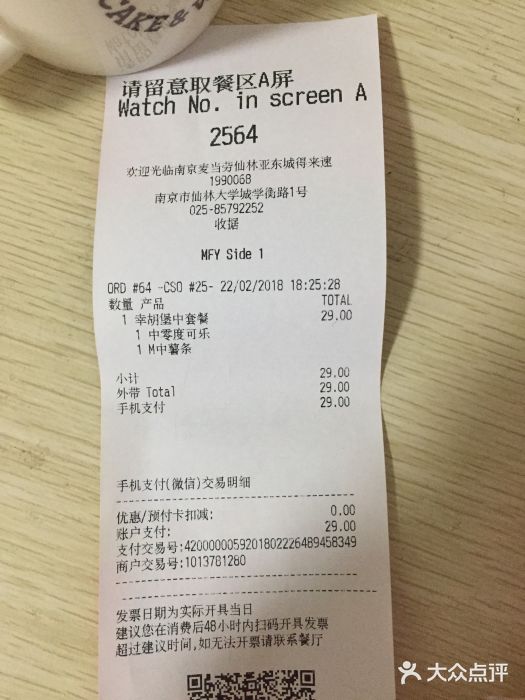 CAKE &
请留意取餐区A屏
Watch No. in screen A
2564
欢迎光临南京麦当劳仙林亚东城得来速
1990068
南京市仙林大学城学衡路1号
025-85792252
收据
MFY Side 1
ORD #64 -CSO #25- 22/02/2018 18:25:28
数量 产品 TOTAL
1 幸胡堡中套餐 29.00
1 中零度可乐
1 M中薯条
小计 29.00
外带 Total 29.00
手机支付 29.00
手机支付(微信)交易明细
优惠/预付卡扣减: 0.00
账户支付: 29.00
支付交易号:4200000059201802226489458349
商户交易号:1013781260
发票日期为实际开具当日
建议您在消费后48小时内扫码开具发票
超过建议时间,如无法开票请联系餐厅
大众点评